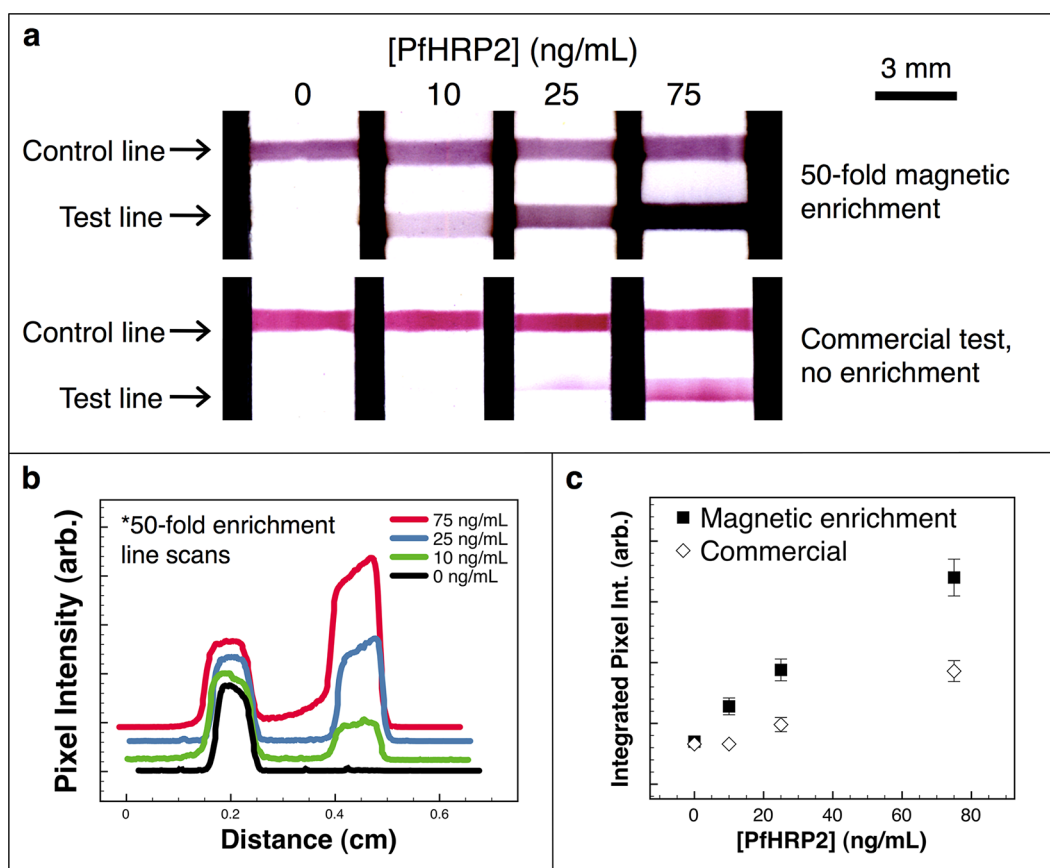 a
[PfHRP2] (ng/mL)
0 10 25 75
3 mm
Control line
Test line
50-fold magnetic
enrichment
Control line
Test line
Commercial test,
no enrichment
b
*50-fold enrichment
line scans
75 ng/mL
25 ng/mL
10 ng/mL
0 ng/mL
Pixel Intensity (arb.)
0 0.2 0.4 0.6
Distance (cm)
c
Magnetic enrichment
Commercial
Integrated Pixel Int. (arb.)
0 20 40 60 80
[PfHRP2] (ng/mL)